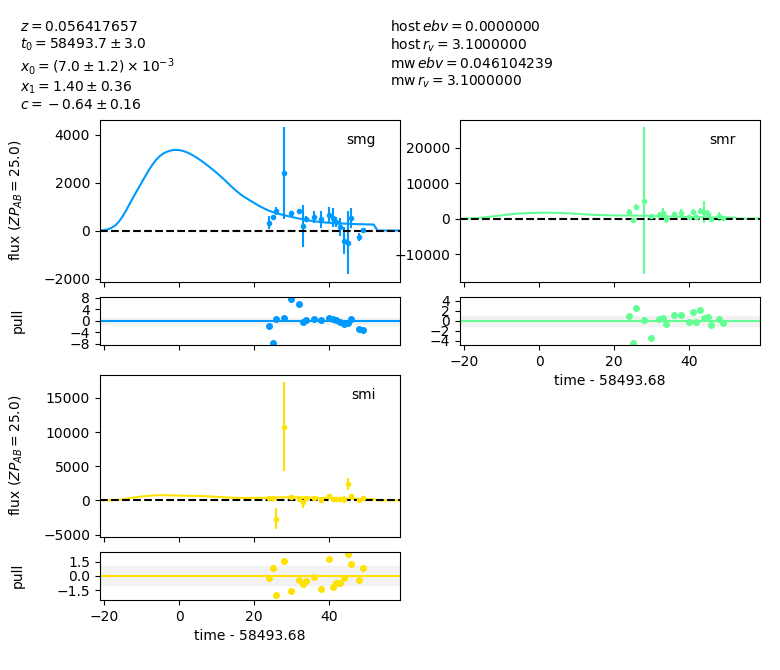 z = 0.056417657
t₀ = 58493.7 ± 3.0
x₀ = (7.0 ± 1.2) × 10⁻³
x₁ = 1.40 ± 0.36
c = −0.64 ± 0.16
host ebv = 0.0000000
host r_v = 3.1000000
mw ebv = 0.046104239
mw r_v = 3.1000000
smg
flux (ZP_AB = 25.0)
4000
2000
0
−2000
pull
8
4
0
−4
−8
smr
20000
10000
0
−10000
4
2
0
−2
−4
−20
0
20
40
time - 58493.68
smi
flux (ZP_AB = 25.0)
15000
10000
5000
0
−5000
pull
1.5
0.0
−1.5
−20
0
20
40
time - 58493.68